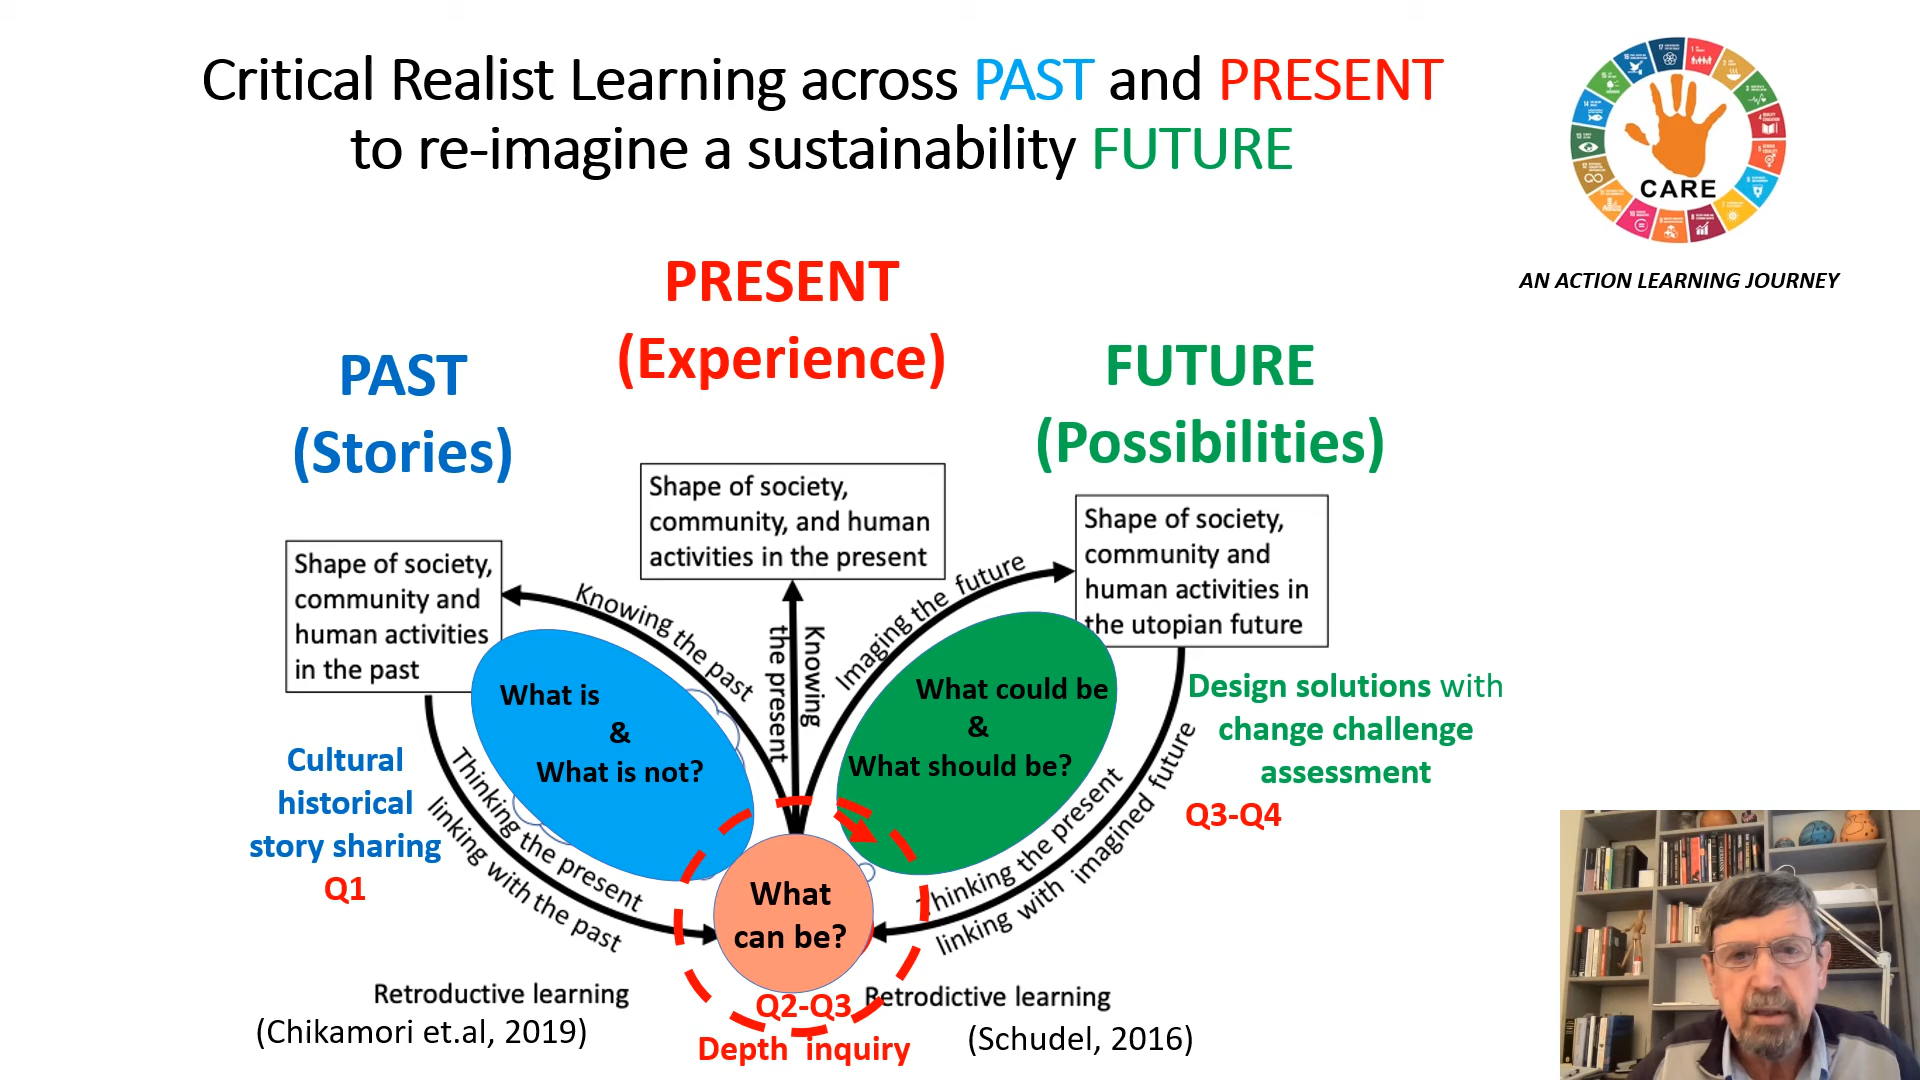 Critical Realist Learning across PAST and PRESENT
to re-imagine a sustainability FUTURE
CARE
AN ACTION LEARNING JOURNEY
PRESENT
(Experience)
PAST
(Stories)
FUTURE
(Possibilities)
Shape of society,
community, and human
activities in the present
Shape of society,
community and
human activities in
the utopian future
Shape of society,
community and
human activities
in the past
Knowing the past
Knowing
the present
Imaging the future
What is
&
What is not?
What could be
&
What should be?
Design solutions with
change challenge
assessment
Q3-Q4
Cultural
historical
story sharing
Q1
Thinking the present
linking with the past
Thinking the present
linking with imagined future
What
can be?
Q2-Q3
Depth inquiry
Retroductive learning
(Chikamori et.al, 2019)
Retrodictive learning
(Schudel, 2016)